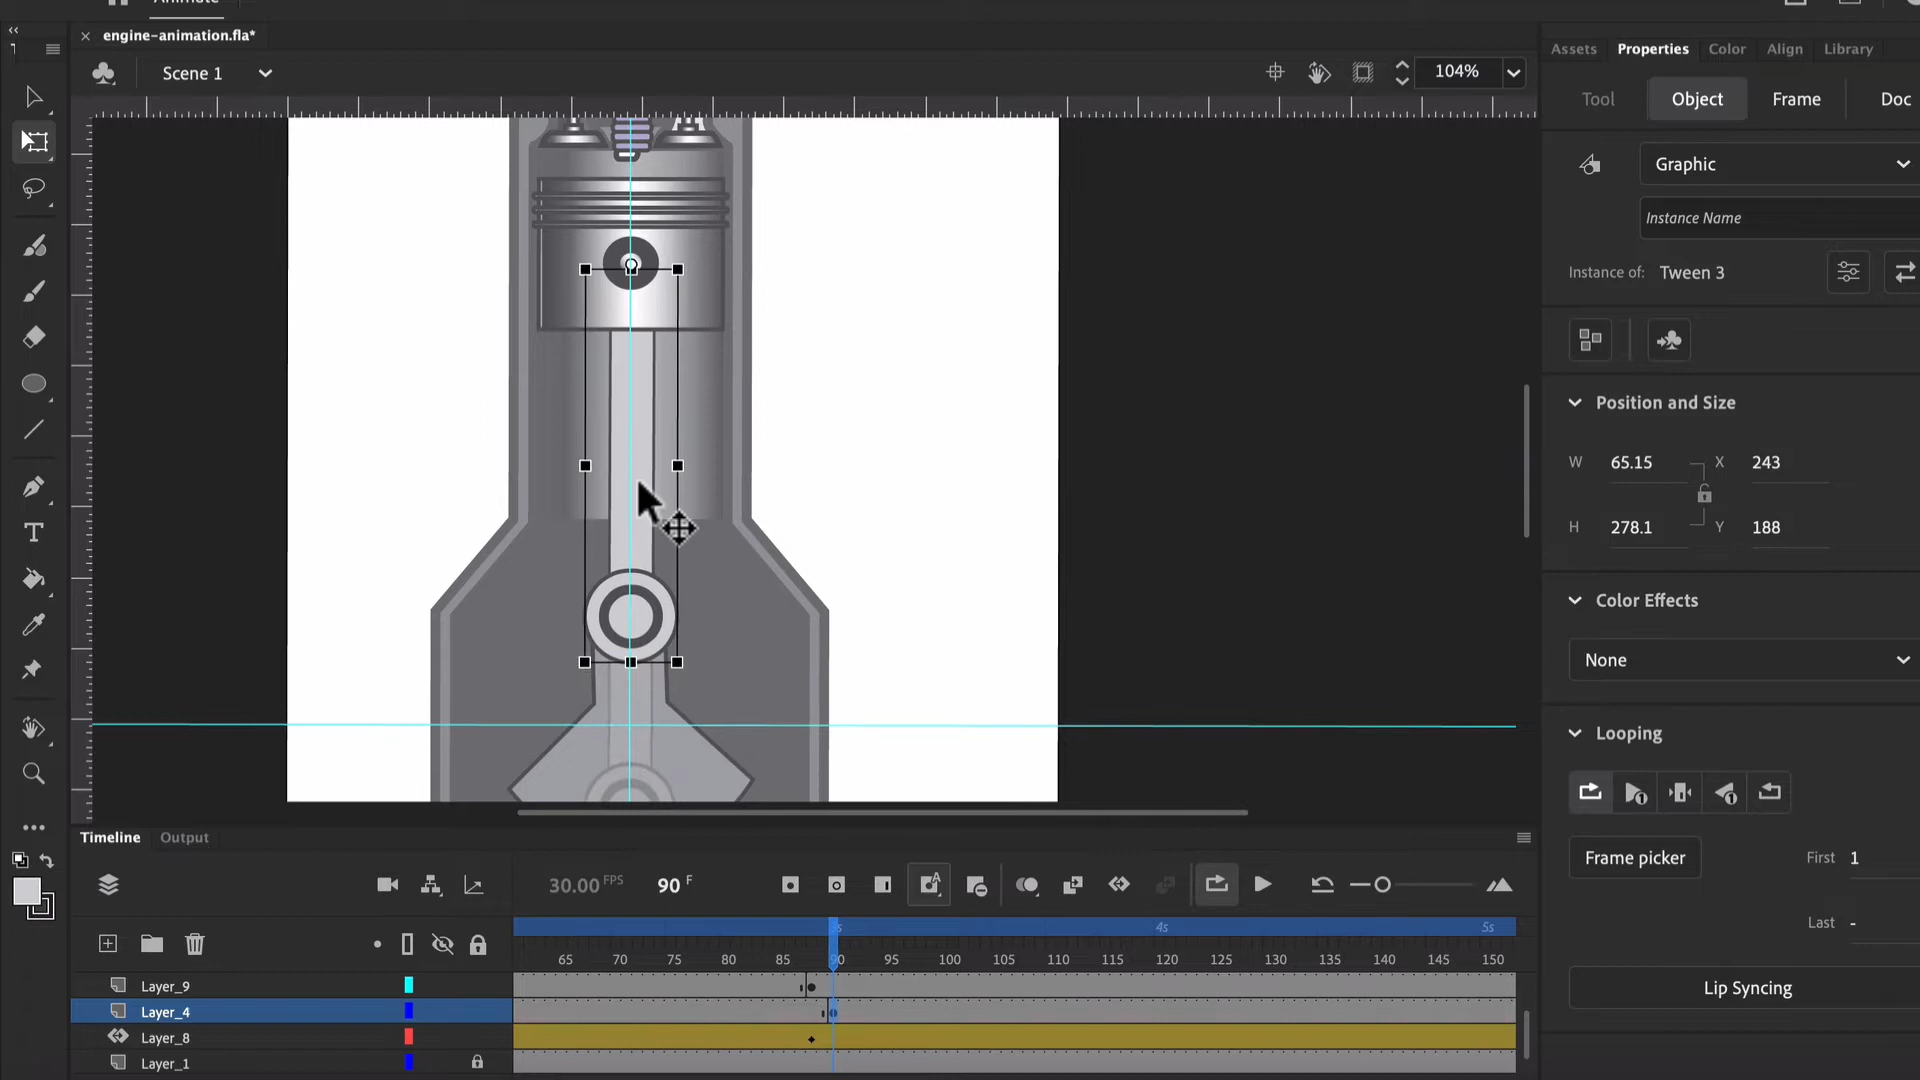 Animate
engine-animation.fla*
Scene 1
104%
Assets Properties Color Align Library
Tool Object Frame Doc
Graphic
Instance Name
Instance of: Tween 3
Position and Size
W 65.15 X 243
H 278.1 Y 188
Color Effects
None
Looping
Frame picker First 1
Last -
Lip Syncing
Timeline Output
30.00 FPS 90 F
4s 5s
65 70 75 80 85 90 95 100 105 110 115 120 125 130 135 140 145 150
Layer_9
Layer_4
Layer_8
Layer_1